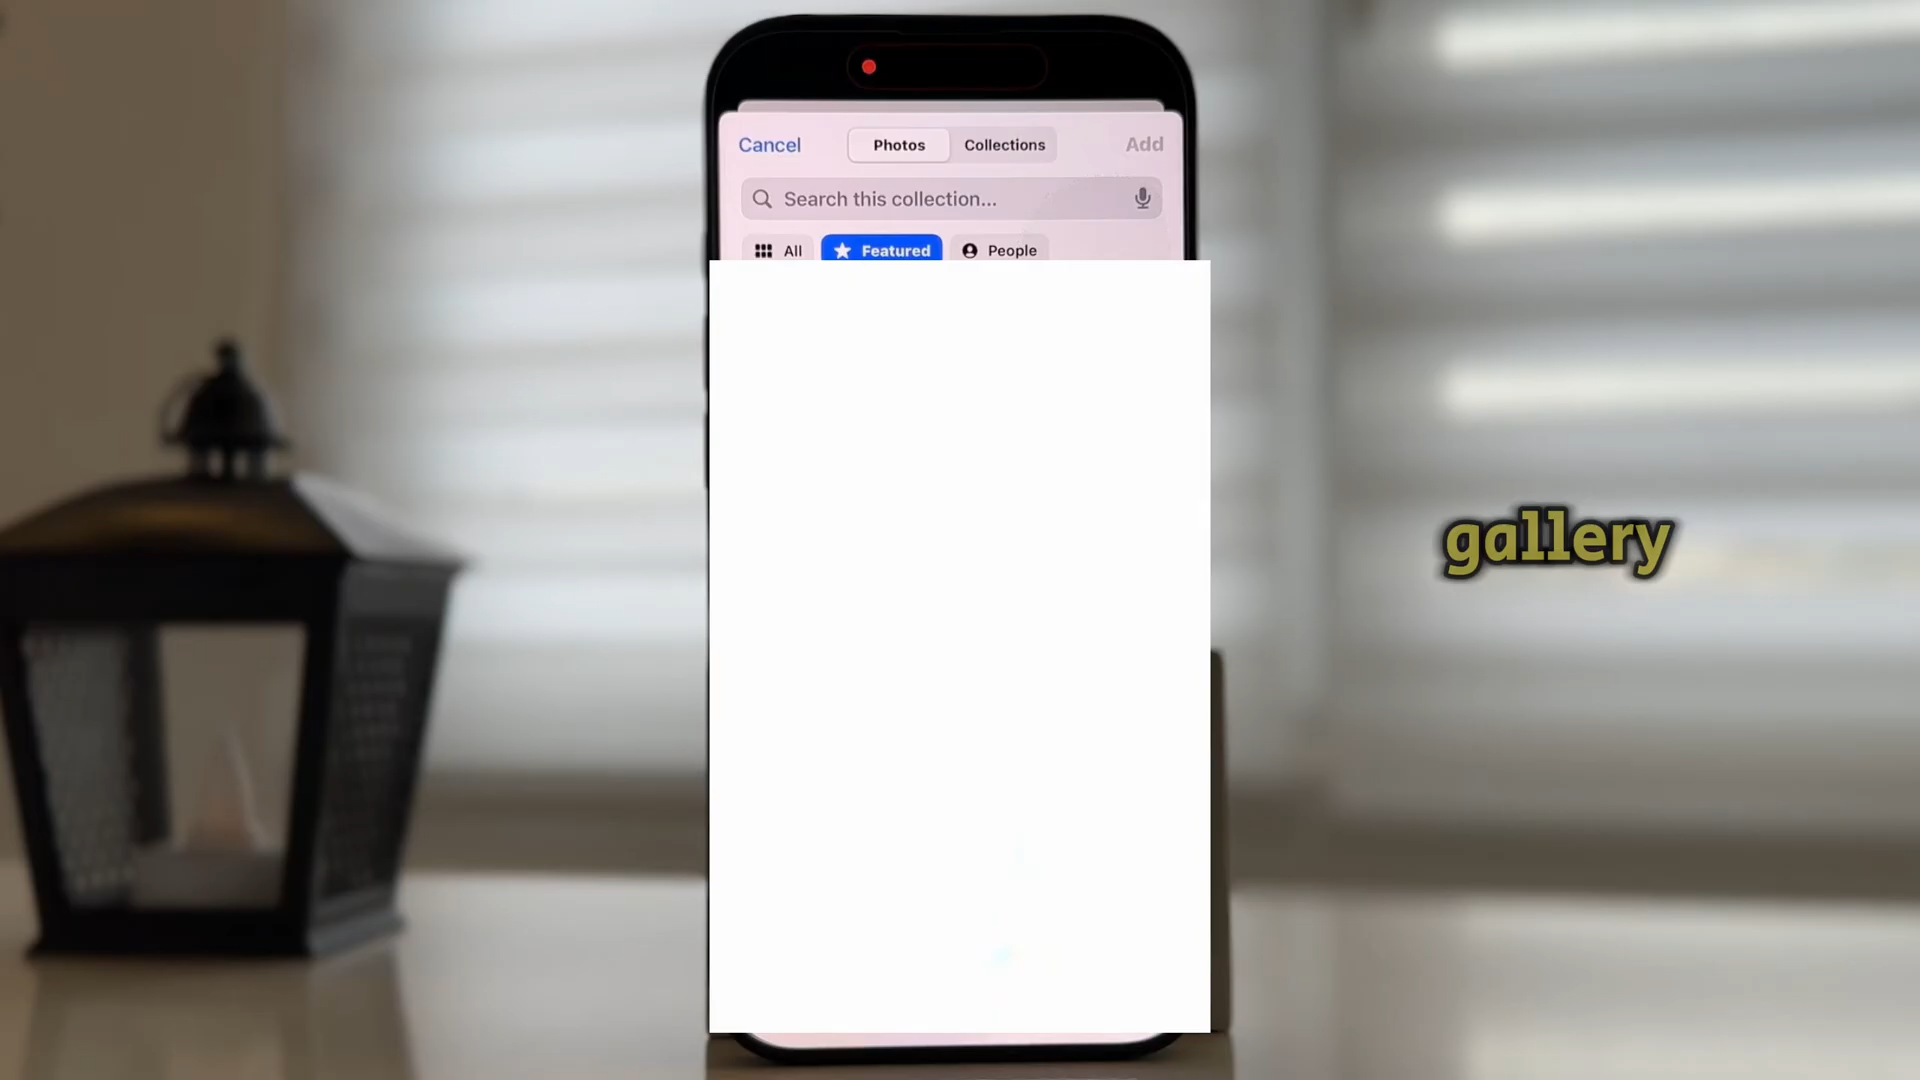 Cancel
Photos
Collections
Add
Search this collection...
All
Featured
People
gallery